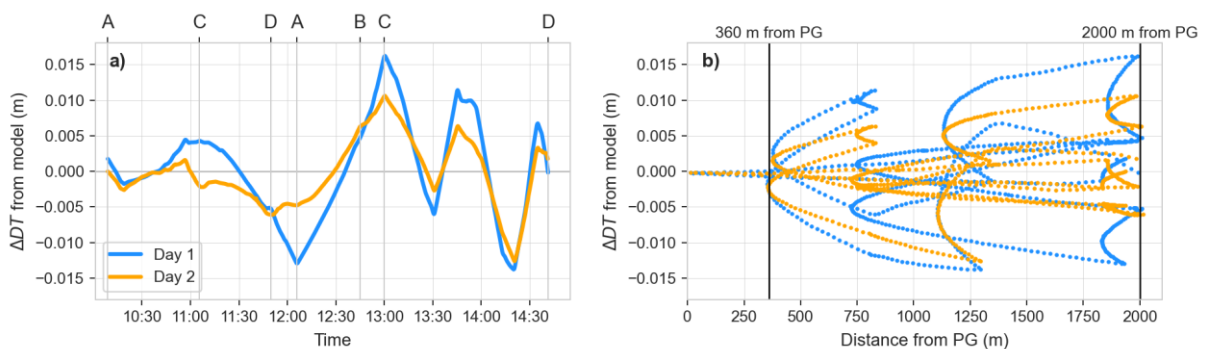 A C D A B C D
360 m from PG 2000 m from PG
a)
b)
0.015
0.010
0.005
0.000
−0.005
−0.010
−0.015
ΔDT from model (m)
Day 1
Day 2
10:30 11:00 11:30 12:00 12:30 13:00 13:30 14:00 14:30
Time
0.015
0.010
0.005
0.000
−0.005
−0.010
−0.015
ΔDT from model (m)
0 250 500 750 1000 1250 1500 1750 2000
Distance from PG (m)